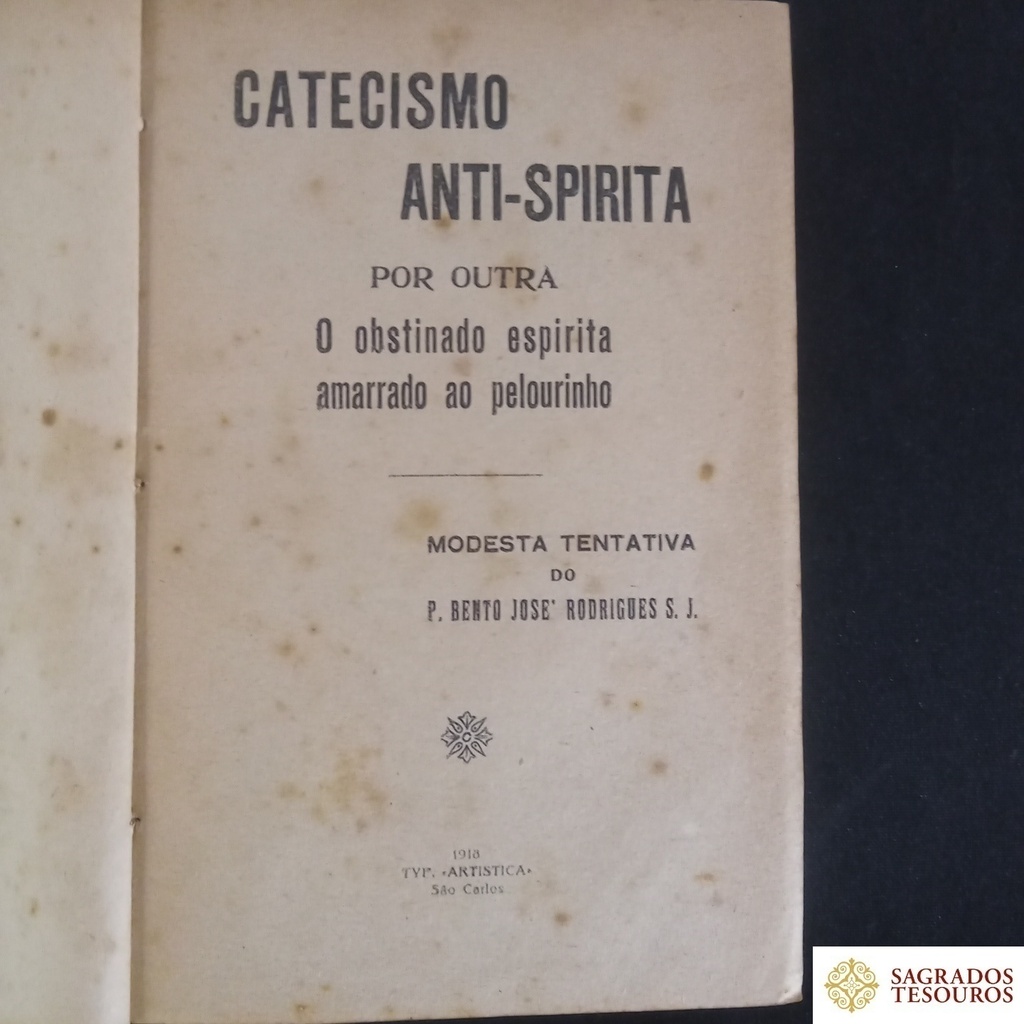 CATECISMO
ANTI-SPIRITA
POR OUTRA
O obstinado espirita
amarrado ao pelourinho
MODESTA TENTATIVA
DO
P. BENTO JOSE' RODRIGUES S. J.
1918
TYP. «ARTISTICA»
São Carlos
SAGRADOS
TESOUROS